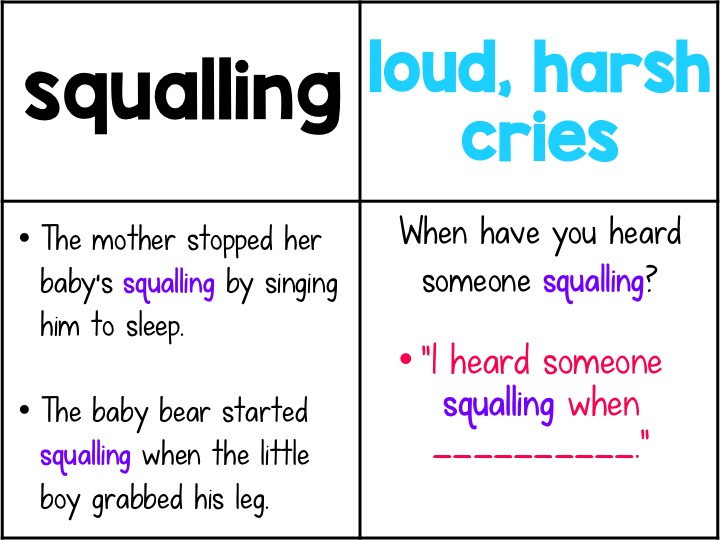 squalling
loud, harsh
cries
• The mother stopped her
baby's squalling by singing
him to sleep.
• The baby bear started
squalling when the little
boy grabbed his leg.
When have you heard
someone squalling?
• "I heard someone
squalling when
__________."